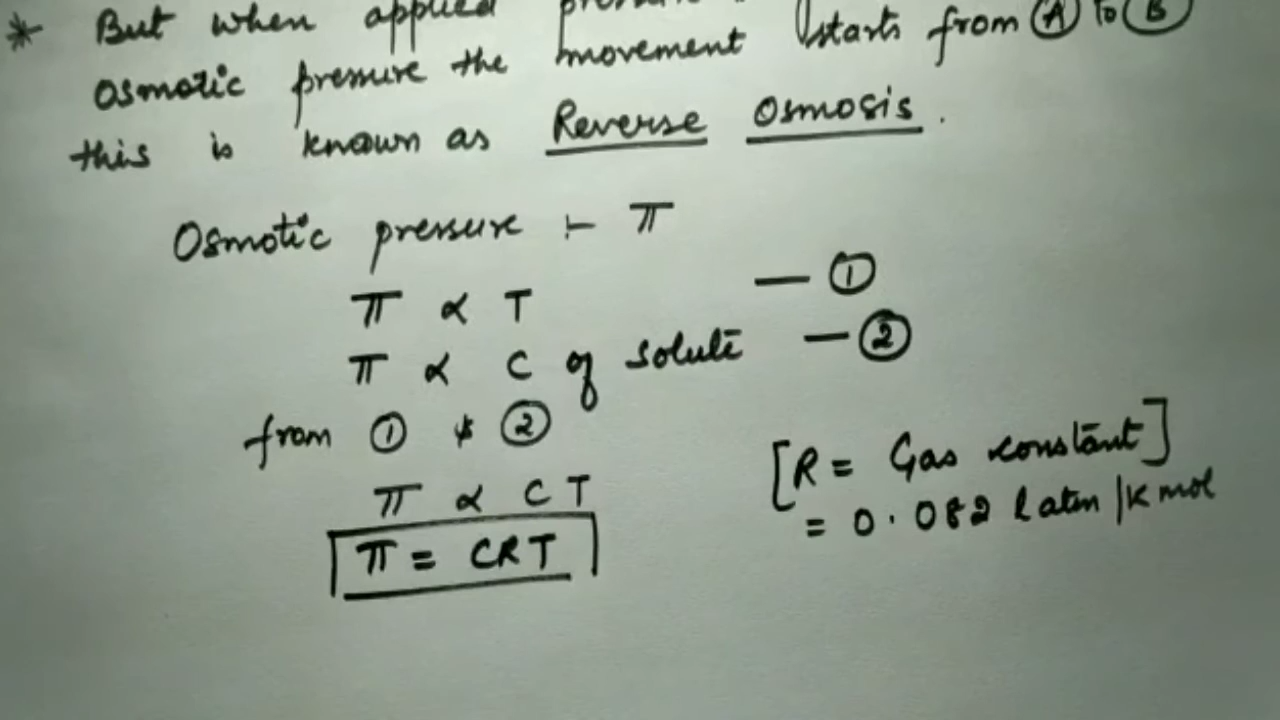 * But when applied
osmotic pressure the movement starts from Ⓐ to Ⓑ
this is known as Reverse Osmosis.
Osmotic pressure :- π
π ∝ T — ①
π ∝ C of solute — ②
from ① & ②
π ∝ CT
π = CRT
[R = Gas constant]
= 0.082 l atm/K mol